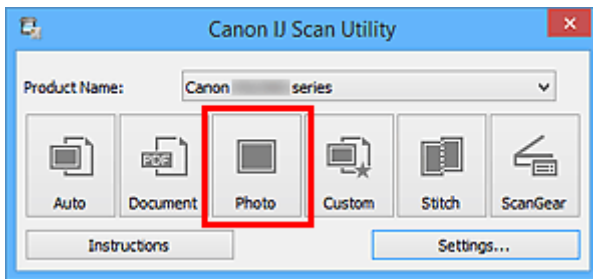 Canon IJ Scan Utility
Product Name: Canon series
Auto Document PDF Photo Custom Stitch ScanGear
Instructions Settings...